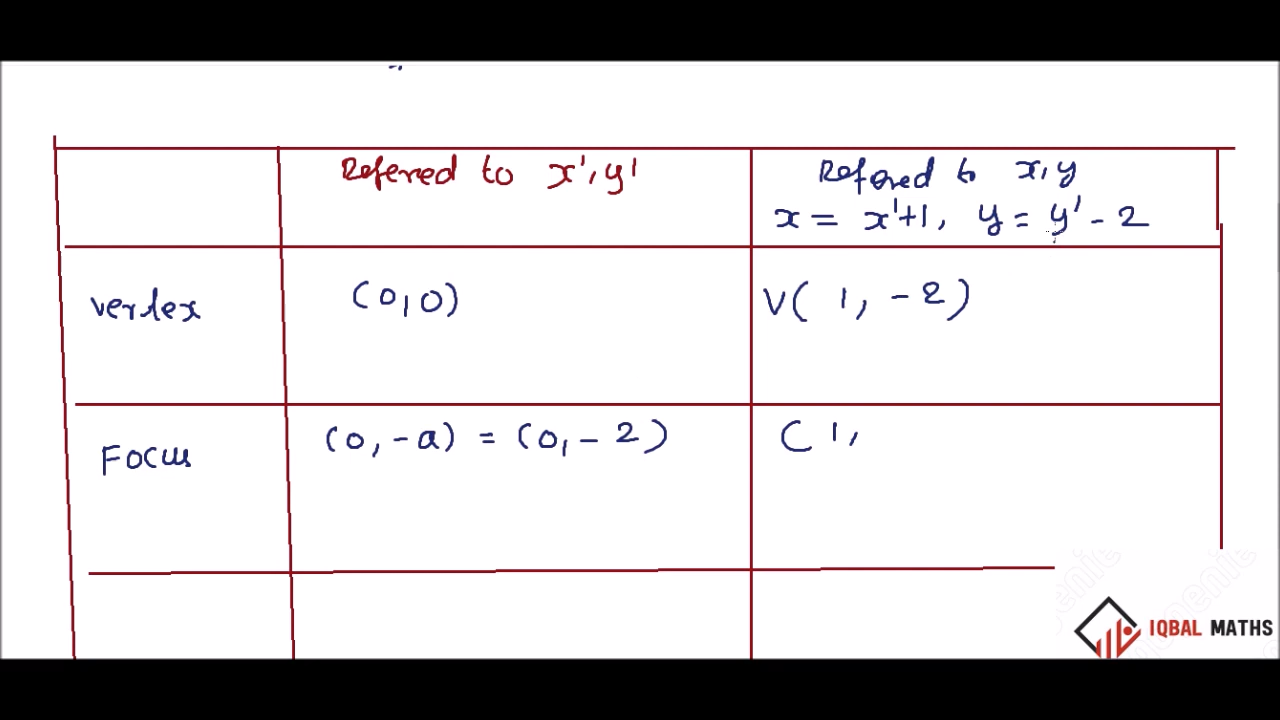 Refered to x', y'
Refered to x, y
x = x'+1, y = y' - 2
vertex
(0, 0)
V( 1, -2)
Focus
(0, -a) = (0, -2)
( 1,
IQBAL MATHS